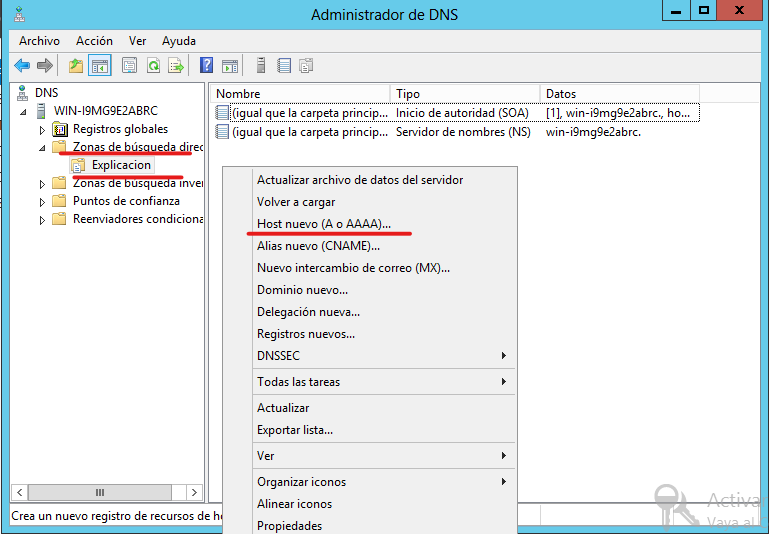 Administrador de DNS
Archivo Acción Ver Ayuda
DNS
WIN-I9MG9E2ABRC
Registros globales
Zonas de búsqueda direc
Explicacion
Zonas de búsqueda inver
Puntos de confianza
Reenviadores condiciona
Nombre Tipo Datos
(igual que la carpeta princip... Inicio de autoridad (SOA) [1], win-i9mg9e2abrc., ho...
(igual que la carpeta princip... Servidor de nombres (NS) win-i9mg9e2abrc.
Actualizar archivo de datos del servidor
Volver a cargar
Host nuevo (A o AAAA)...
Alias nuevo (CNAME)...
Nuevo intercambio de correo (MX)...
Dominio nuevo...
Delegación nueva...
Registros nuevos...
DNSSEC
Todas las tareas
Actualizar
Exportar lista...
Ver
Organizar iconos
Alinear iconos
Propiedades
Crea un nuevo registro de recursos de ho
Activa
Vaya al